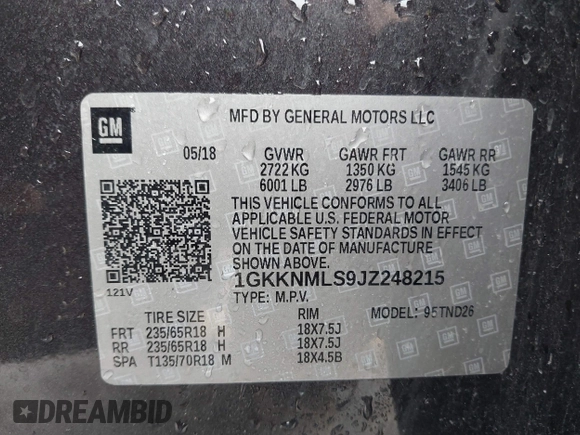 GM
MFD BY GENERAL MOTORS LLC
05/18 GVWR GAWR FRT GAWR RR
2722 KG 1350 KG 1545 KG
6001 LB 2976 LB 3406 LB
THIS VEHICLE CONFORMS TO ALL
APPLICABLE U.S. FEDERAL MOTOR
VEHICLE SAFETY STANDARDS IN EFFECT
ON THE DATE OF MANUFACTURE
SHOWN ABOVE.
1GKKNMLS9JZ248215
121V TYPE: M.P.V.
TIRE SIZE RIM MODEL: 95TND26
FRT 235/65R18 H 18X7.5J
RR 235/65R18 H 18X7.5J
SPA T135/70R18 M 18X4.5B
DREAMBID